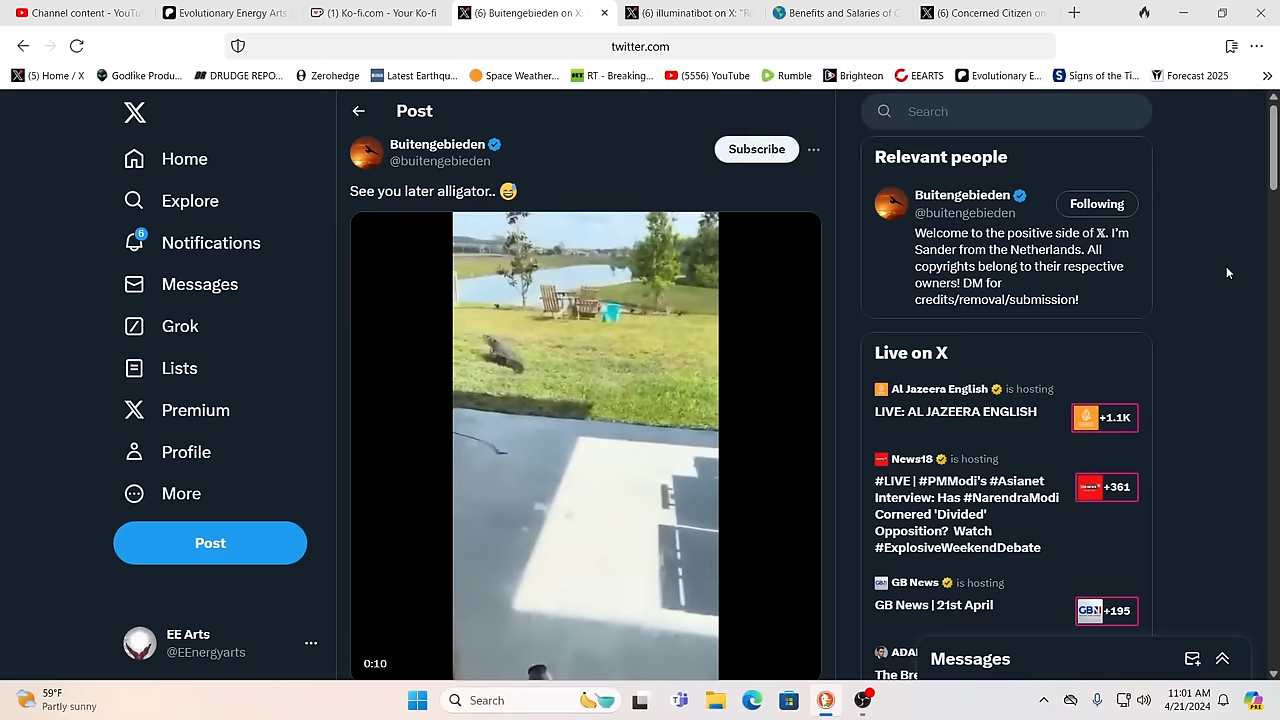 Channel content - YouTu
Evolutionary Energy Arts
(1) Ko-fi.com - Your Ko-fi
(6) Buitengebieden on X:
(6) illuminatibot on X: "R
Benefits and Safety of C
(6) Concerned Citizen on
twitter.com
(5) Home / X
Godlike Produ...
DRUDGE REPO...
Zerohedge
Latest Earthqu...
Space Weather...
RT - Breaking...
(5556) YouTube
Rumble
Brighteon
EEARTS
Evolutionary E...
Signs of the Ti...
Forecast 2025
Home
Explore
6
Notifications
Messages
Grok
Lists
Premium
Profile
More
Post
EE Arts
@EEnergyarts
Post
Buitengebieden
@buitengebieden
Subscribe
See you later alligator..
0:10
Search
Relevant people
Buitengebieden
@buitengebieden
Following
Welcome to the positive side of 𝕏. I'm
Sander from the Netherlands. All
copyrights belong to their respective
owners! DM for
credits/removal/submission!
Live on X
Al Jazeera English is hosting
LIVE: AL JAZEERA ENGLISH
+1.1K
News18 is hosting
#LIVE | #PMModi's #Asianet
Interview: Has #NarendraModi
Cornered 'Divided'
Opposition? Watch
#ExplosiveWeekendDebate
+361
GB News is hosting
GB News | 21st April
GBN +195
ADA
The Bre
Messages
59°F
Partly sunny
Search
11:01 AM
4/21/2024